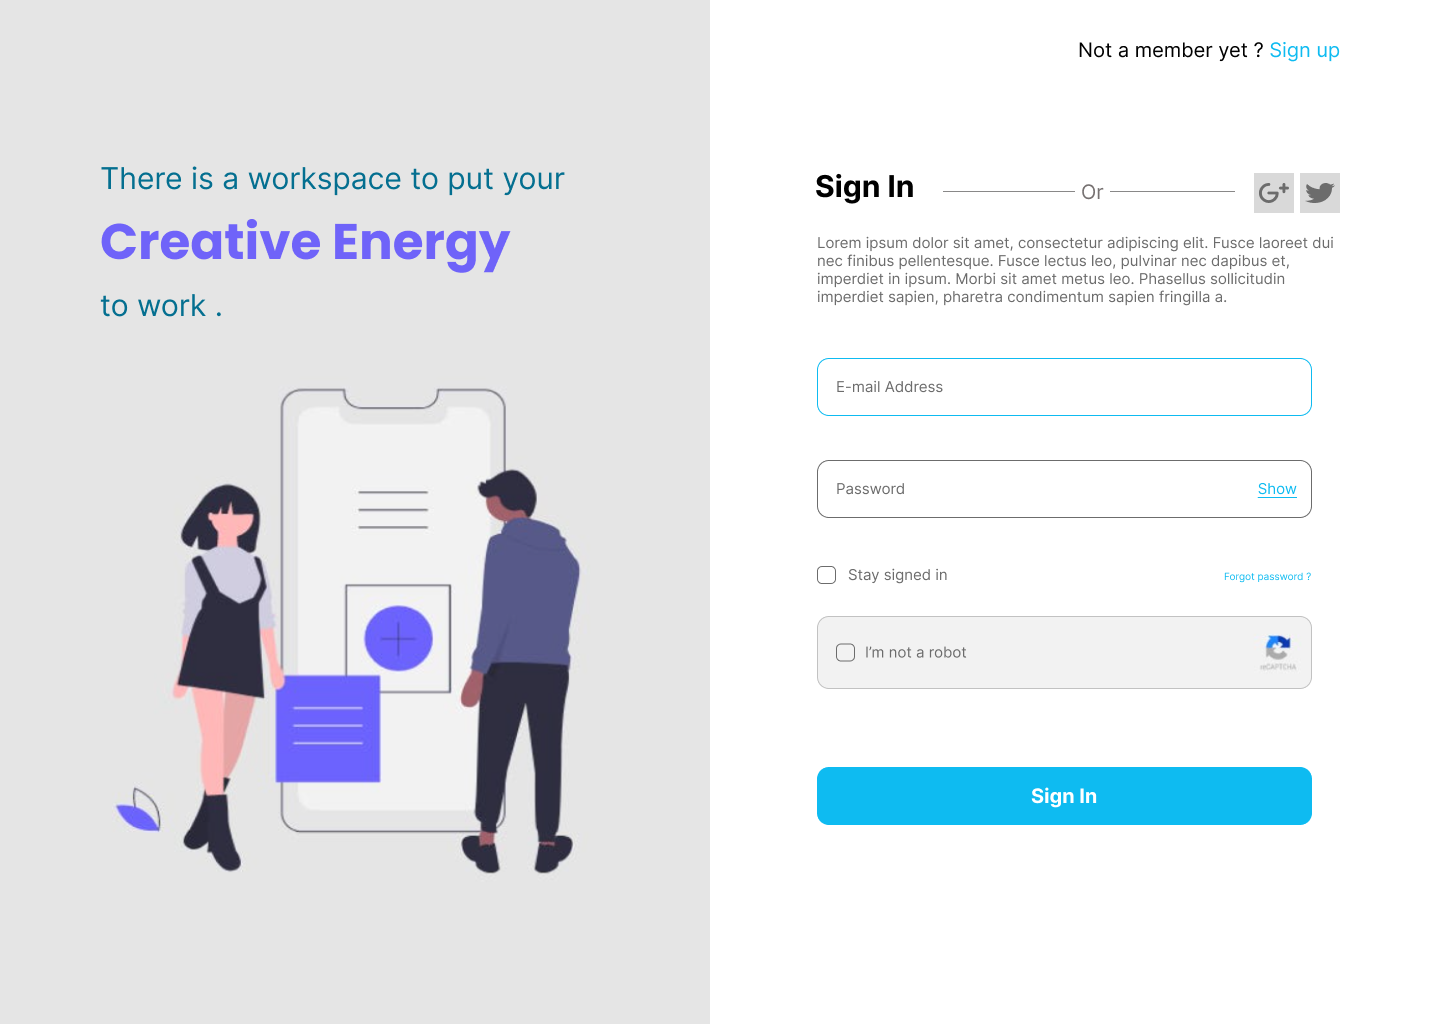 Not a member yet ? Sign up
There is a workspace to put your
Creative Energy
to work .
Sign In
Or
G+
Lorem ipsum dolor sit amet, consectetur adipiscing elit. Fusce laoreet dui
nec finibus pellentesque. Fusce lectus leo, pulvinar nec dapibus et,
imperdiet in ipsum. Morbi sit amet metus leo. Phasellus sollicitudin
imperdiet sapien, pharetra condimentum sapien fringilla a.
E-mail Address
Password
Show
Stay signed in
Forgot password ?
I'm not a robot
reCAPTCHA
Sign In